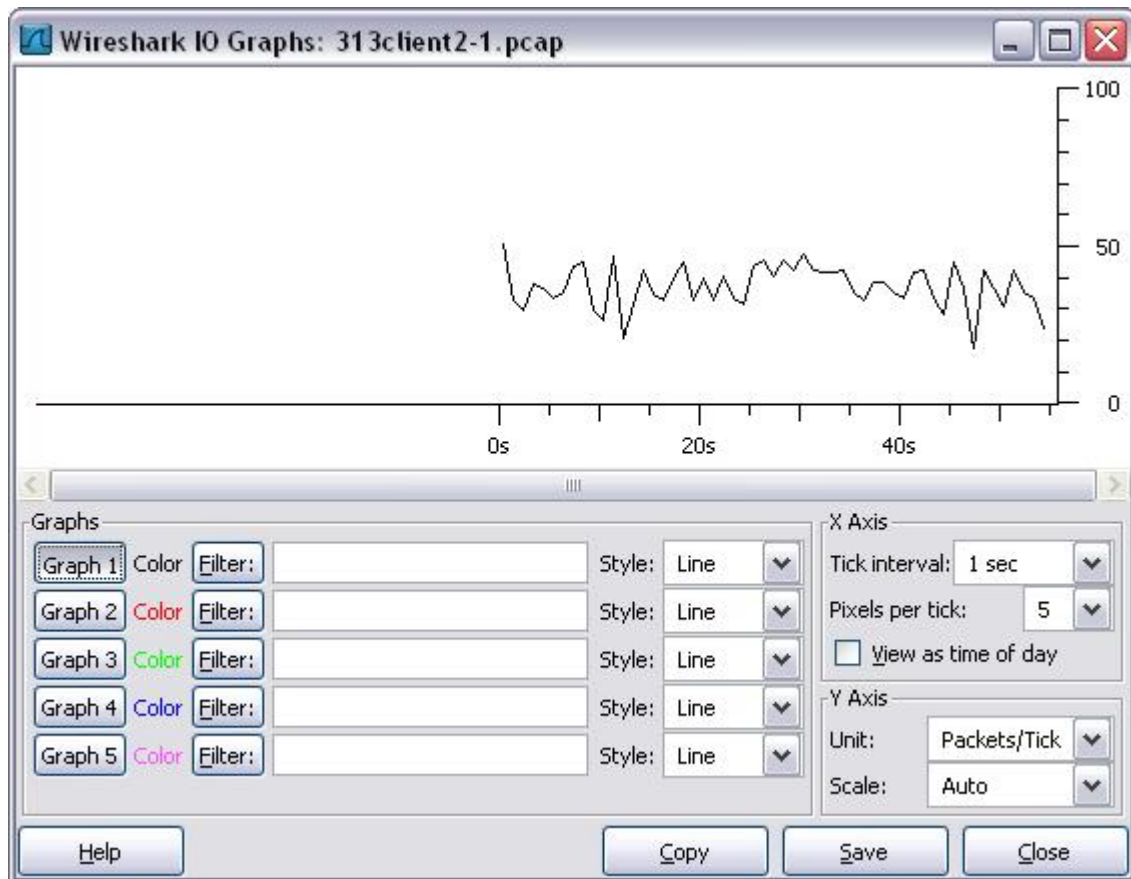 Wireshark IO Graphs: 313client2-1.pcap
100
50
0
0s 20s 40s
Graphs
Graph 1 Color Filter: Style: Line
Graph 2 Color Filter: Style: Line
Graph 3 Color Filter: Style: Line
Graph 4 Color Filter: Style: Line
Graph 5 Color Filter: Style: Line
X Axis
Tick interval: 1 sec
Pixels per tick: 5
View as time of day
Y Axis
Unit: Packets/Tick
Scale: Auto
Help Copy Save Close